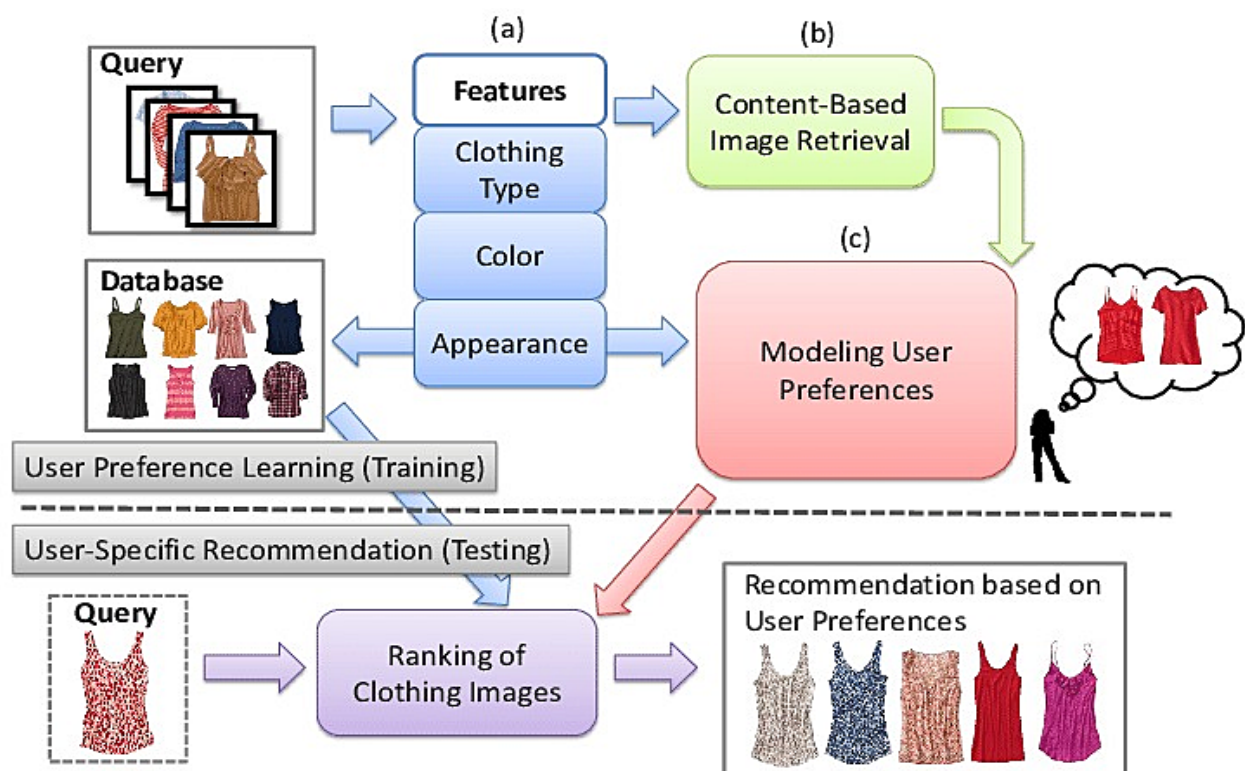 (a)
(b)
Query
Features
Content-Based
Image Retrieval
Clothing
Type
(c)
Color
Database
Appearance
Modeling User
Preferences
User Preference Learning (Training)
User-Specific Recommendation (Testing)
Query
Ranking of
Clothing Images
Recommendation based on
User Preferences